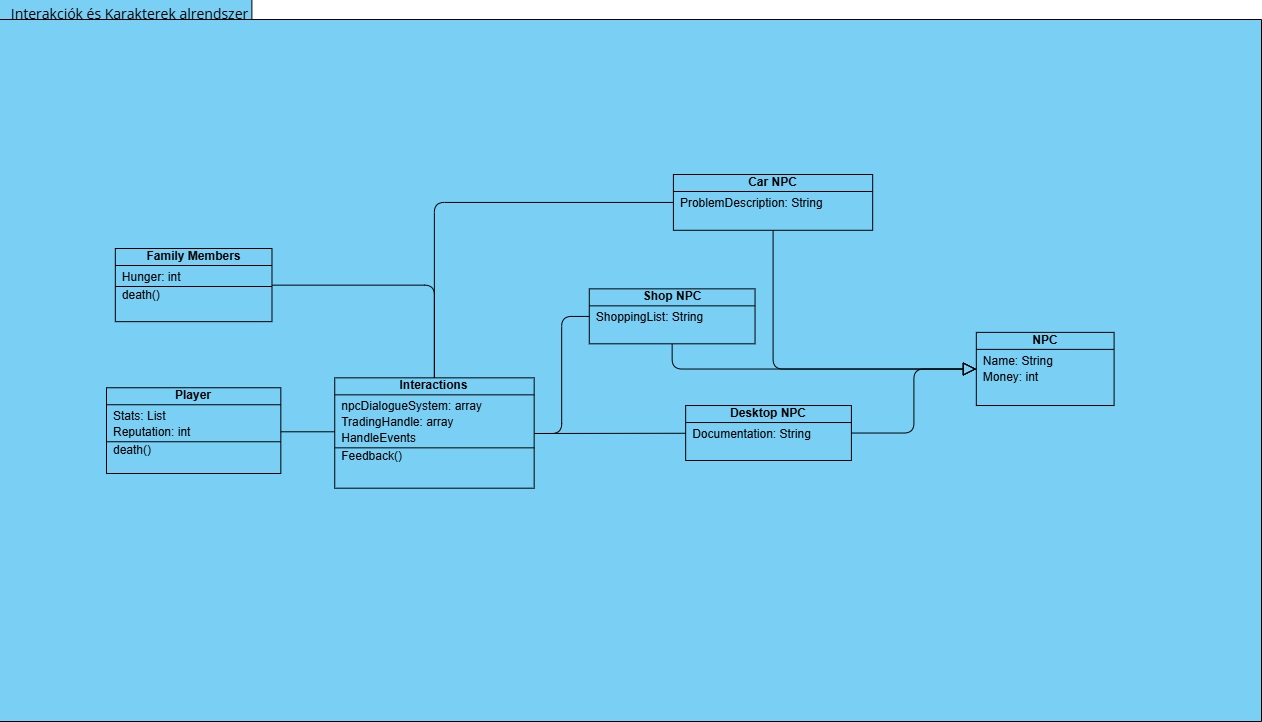 Interakciók és Karakterek alrendszer
Car NPC
ProblemDescription: String
Family Members
Hunger: int
death()
Shop NPC
ShoppingList: String
NPC
Name: String
Money: int
Player
Stats: List
Reputation: int
death()
Interactions
npcDialogueSystem: array
TradingHandle: array
HandleEvents
Feedback()
Desktop NPC
Documentation: String